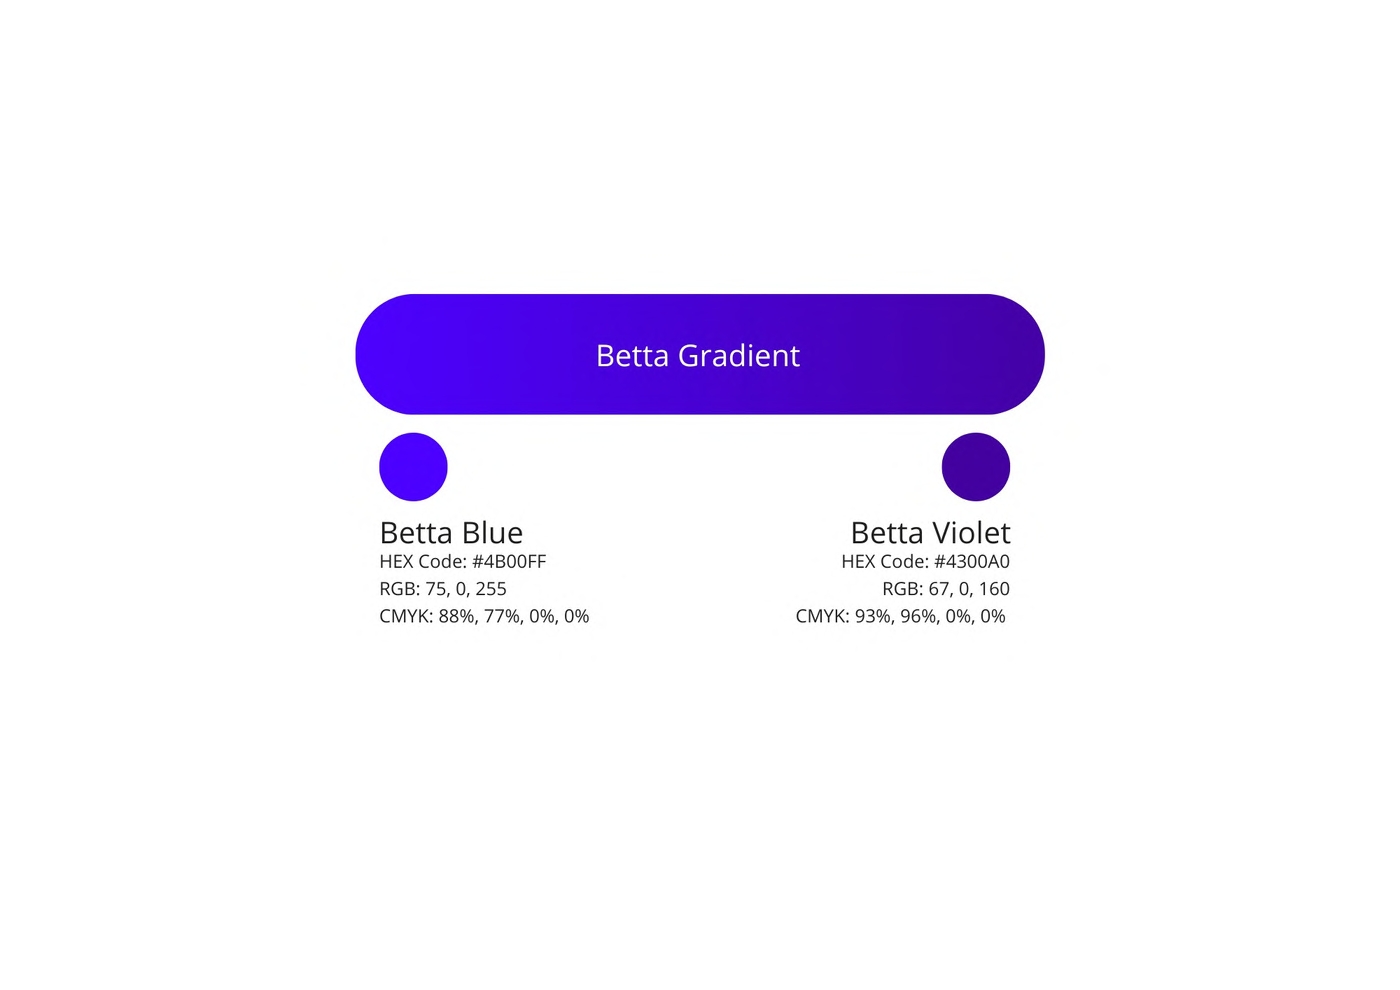 Betta Gradient
Betta Blue
HEX Code: #4B00FF
RGB: 75, 0, 255
CMYK: 88%, 77%, 0%, 0%
Betta Violet
HEX Code: #4300A0
RGB: 67, 0, 160
CMYK: 93%, 96%, 0%, 0%